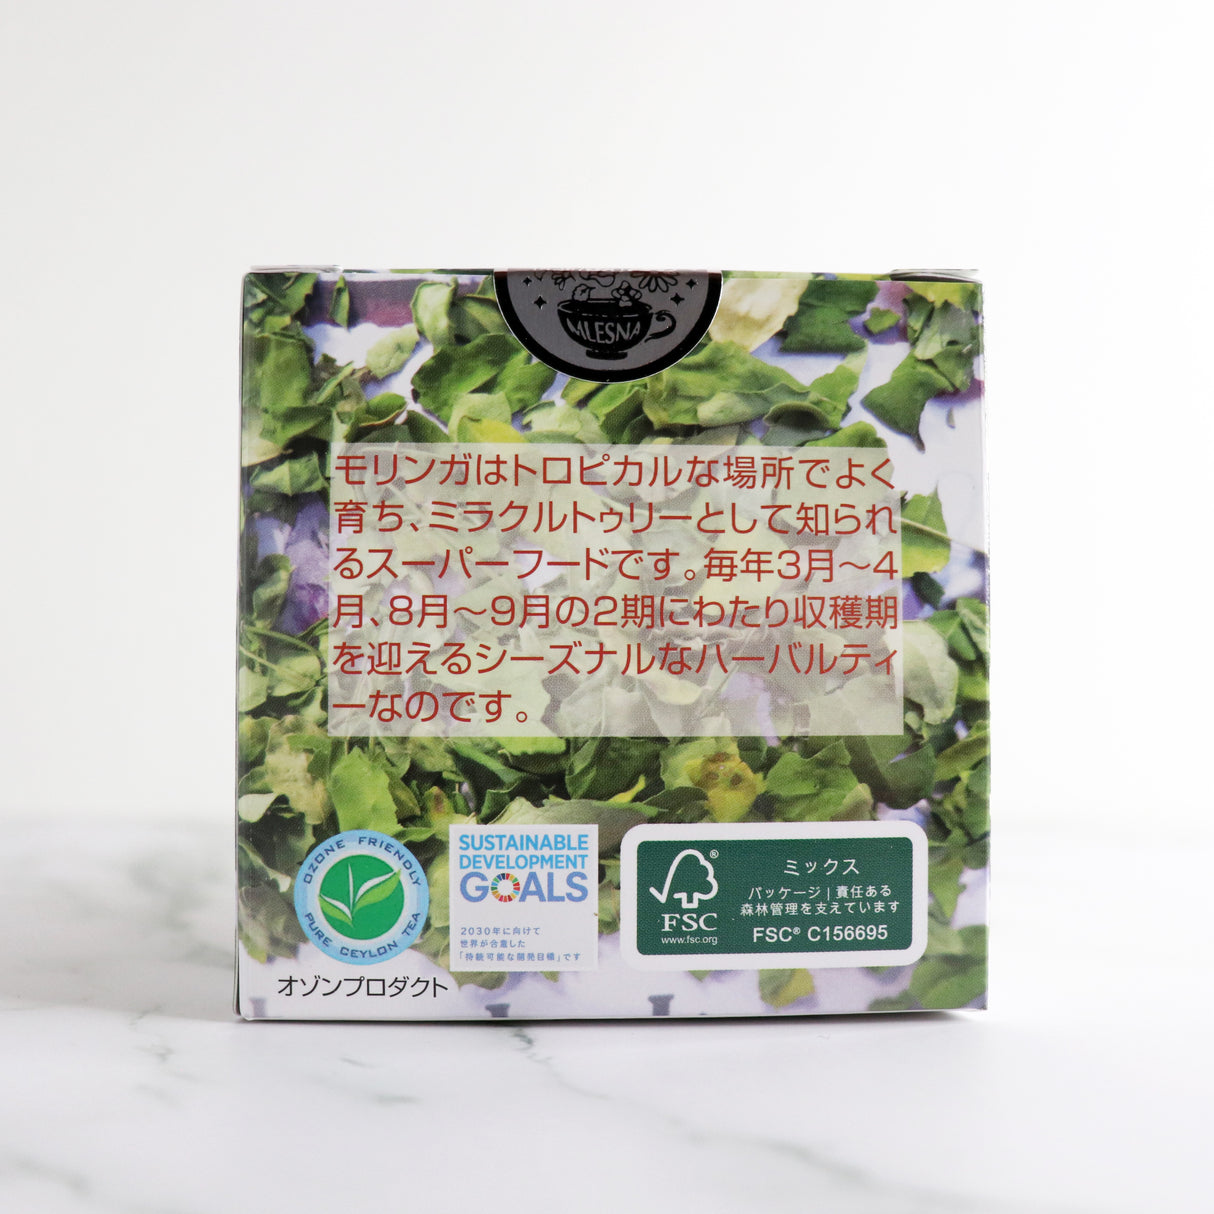 MLESNA
モリンガはトロピカルな場所でよく
育ち、ミラクルトゥリーとして知られ
るスーパーフードです。毎年3月～4
月、8月～9月の2期にわたり収穫期
を迎えるシーズナルなハーバルティ
ーなのです。
OZONE FRIENDLY
PURE CEYLON TEA
オゾンプロダクト
SUSTAINABLE
DEVELOPMENT
GOALS
2030年に向けて
世界が合意した
「持続可能な開発目標」です
®
FSC
www.fsc.org
ミックス
パッケージ | 責任ある
森林管理を支えています
FSC® C156695